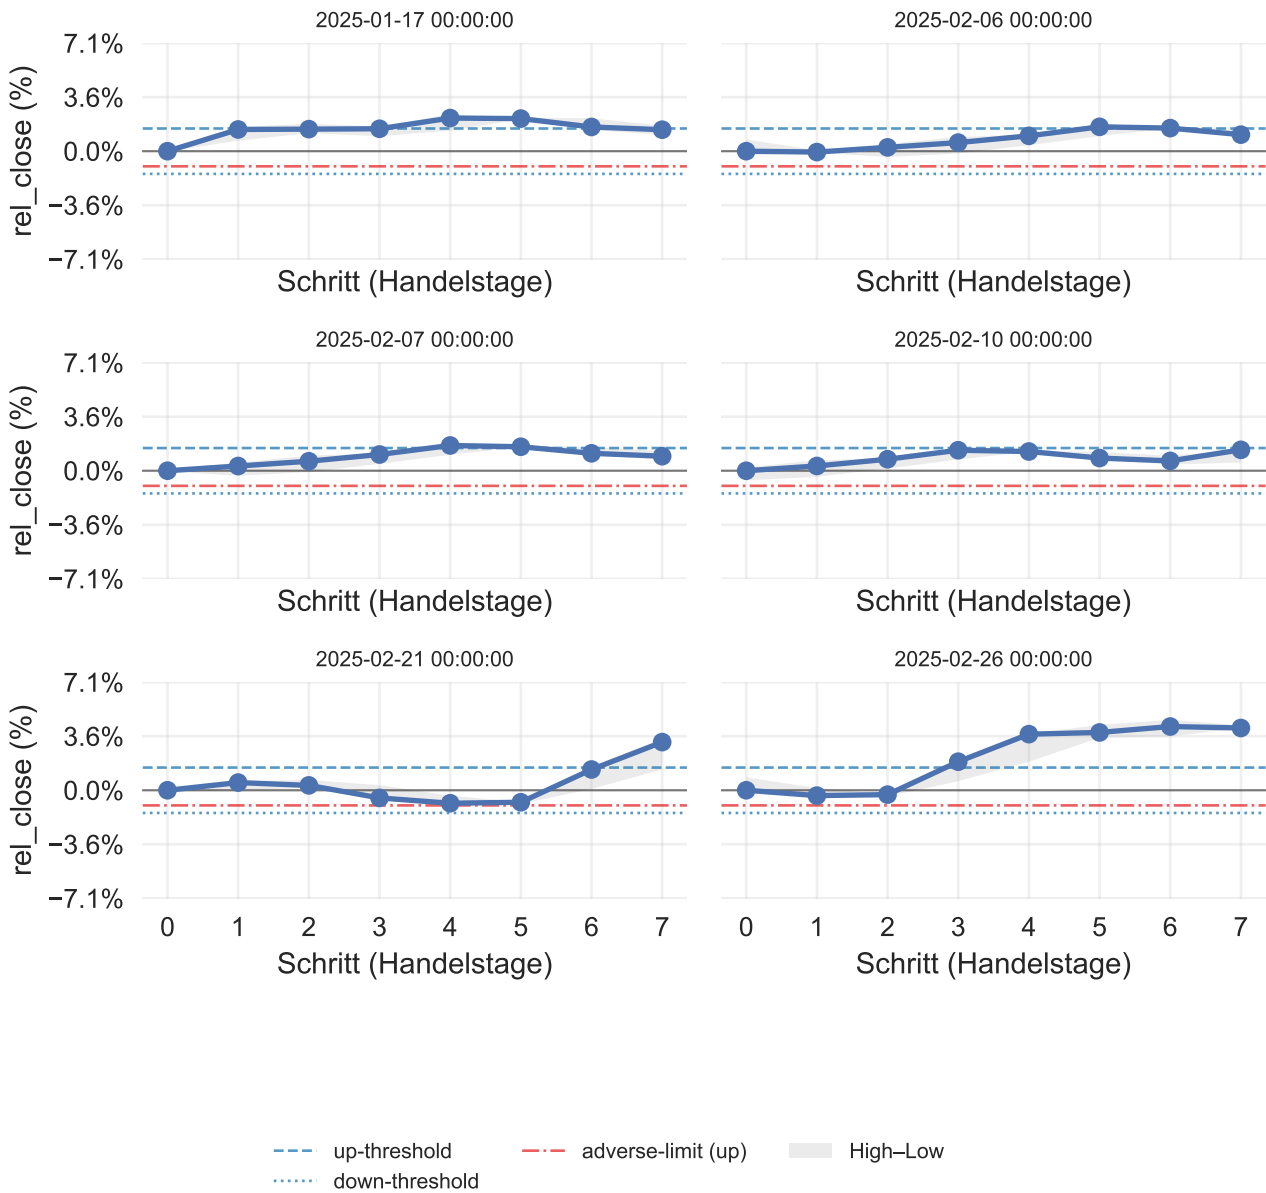 2025-01-17 00:00:00
2025-02-06 00:00:00
7.1%
3.6%
0.0%
−3.6%
−7.1%
rel_close (%)
Schritt (Handelstage)
Schritt (Handelstage)
2025-02-07 00:00:00
2025-02-10 00:00:00
7.1%
3.6%
0.0%
−3.6%
−7.1%
rel_close (%)
Schritt (Handelstage)
Schritt (Handelstage)
2025-02-21 00:00:00
2025-02-26 00:00:00
7.1%
3.6%
0.0%
−3.6%
−7.1%
rel_close (%)
0 1 2 3 4 5 6 7
0 1 2 3 4 5 6 7
Schritt (Handelstage)
Schritt (Handelstage)
up-threshold
adverse-limit (up)
High–Low
down-threshold